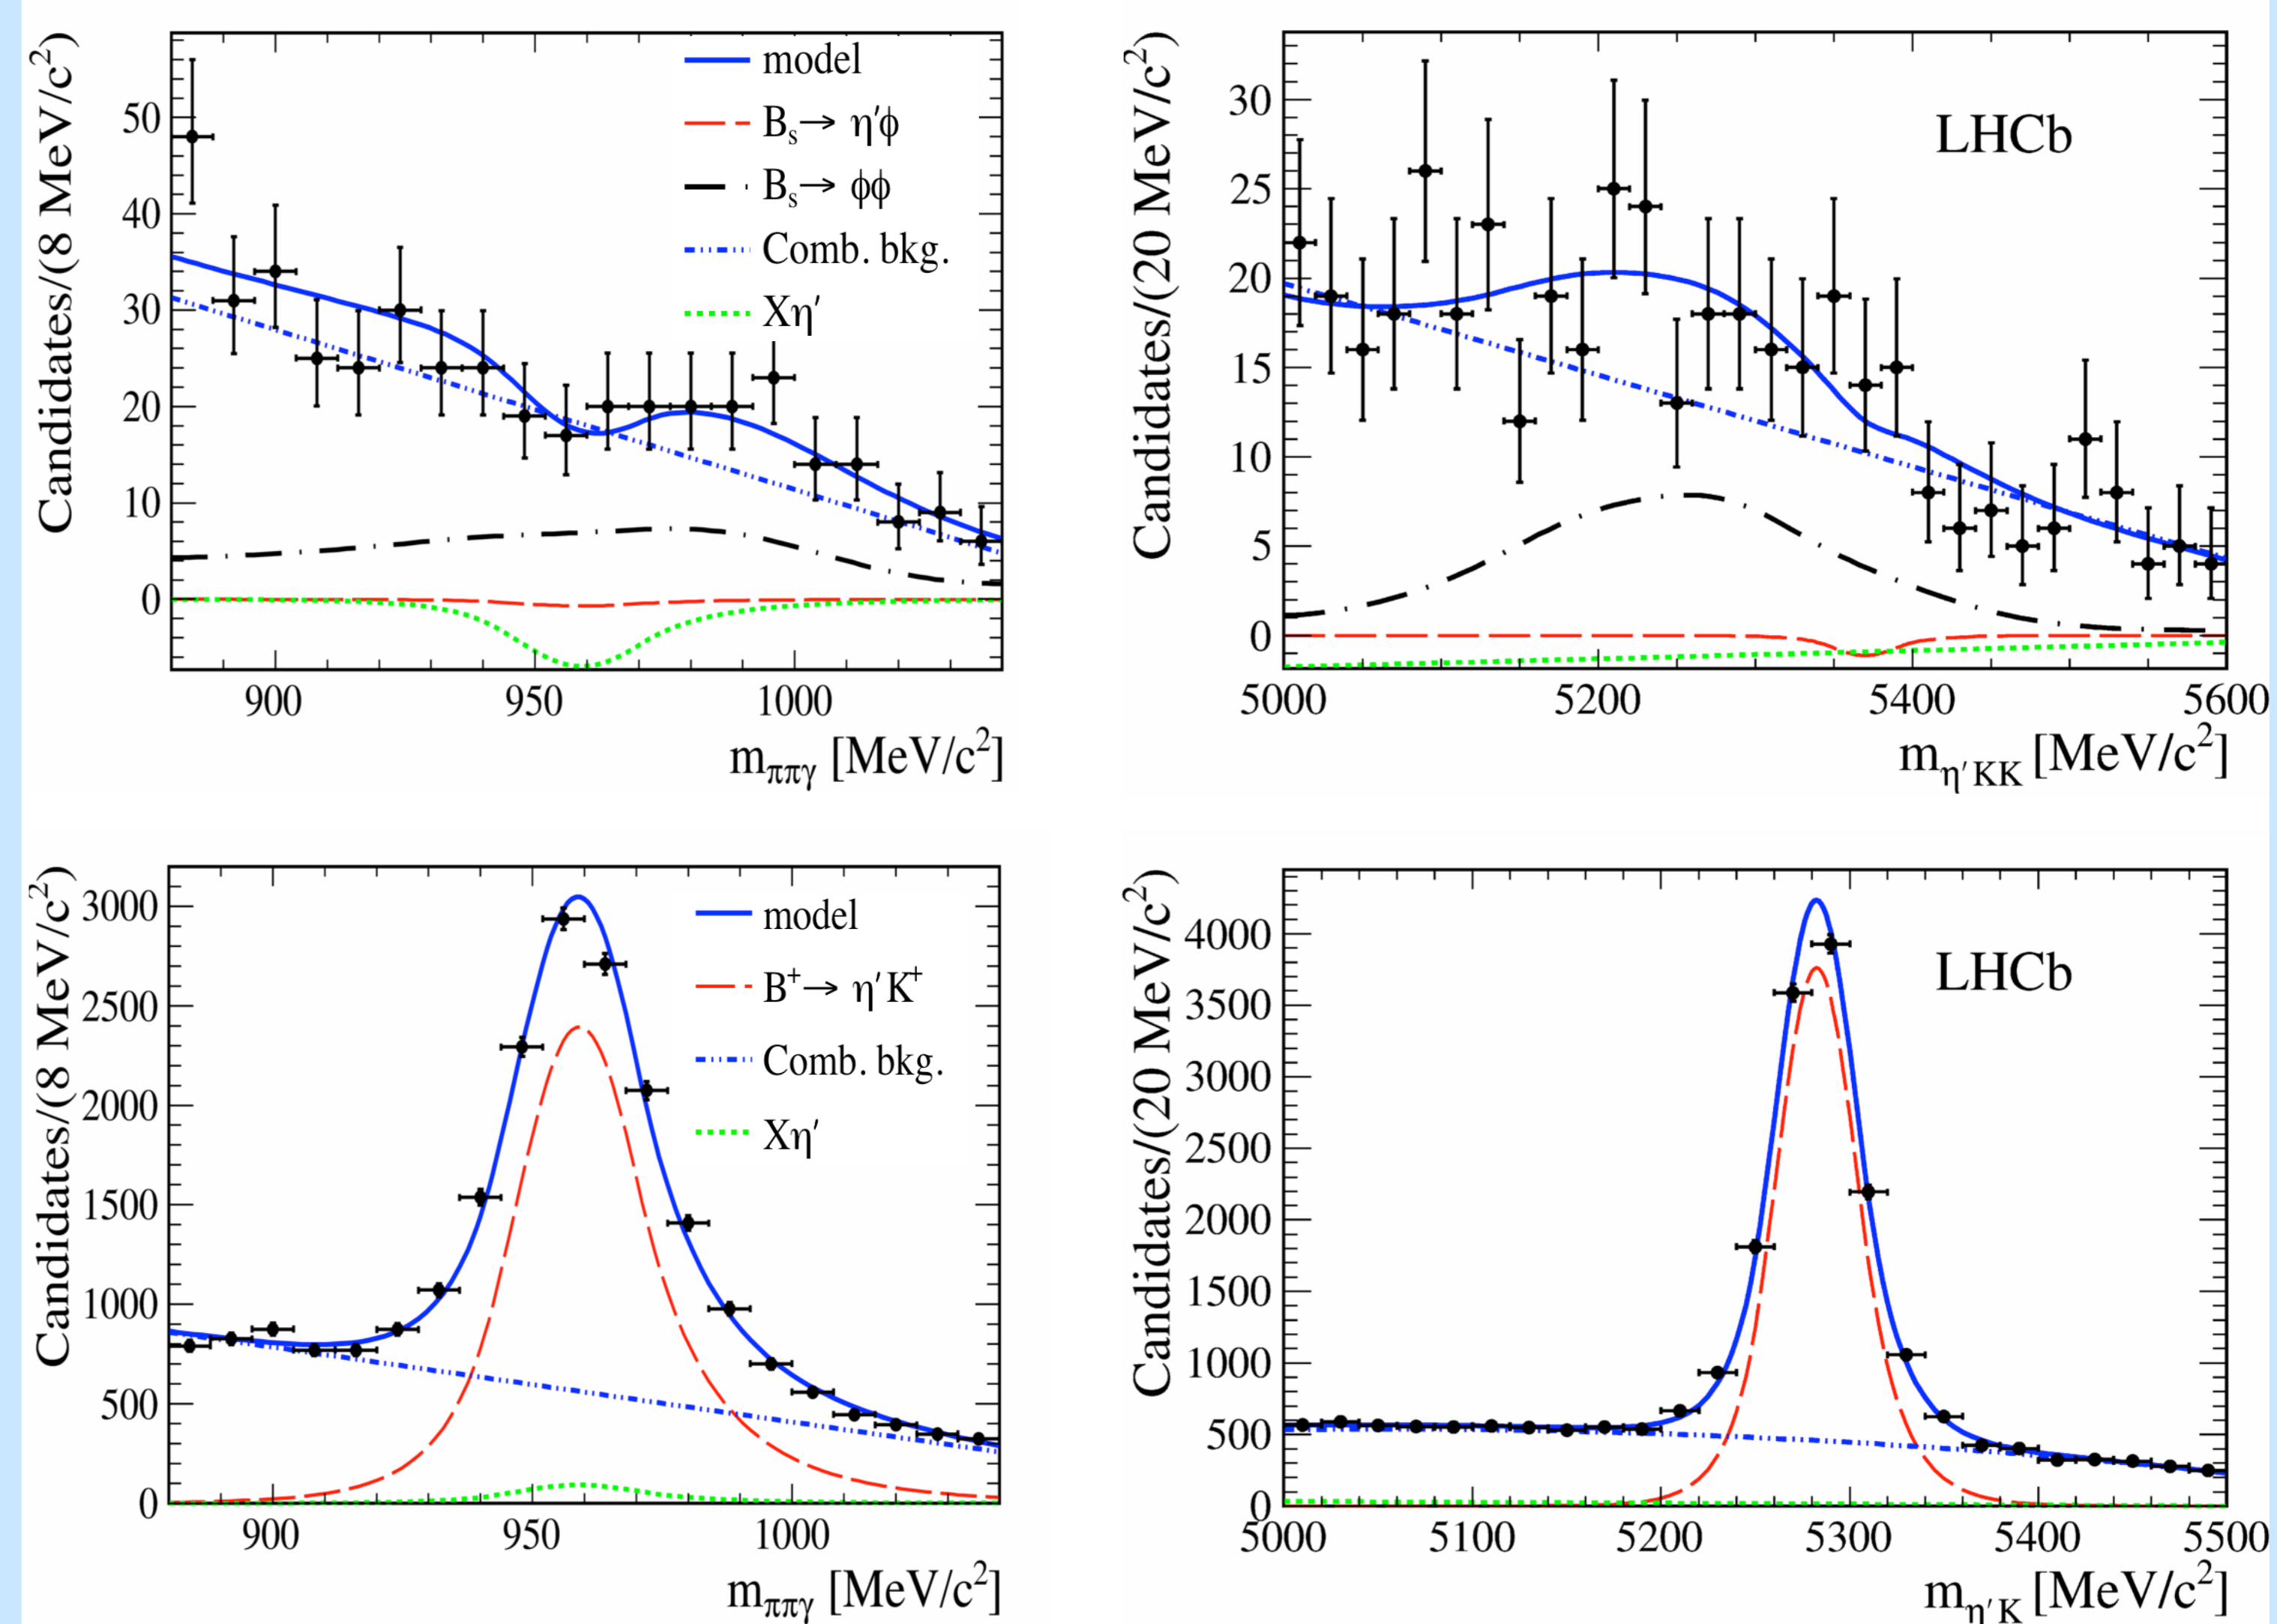 Candidates/(8 MeV/c²)
50
40
30
20
10
0
model
Bₛ→ η′ϕ
Bₛ→ ϕϕ
Comb. bkg.
Xη′
900 950 1000
m_ππγ [MeV/c²]
Candidates/(20 MeV/c²)
30
25
20
15
10
5
0
LHCb
5000 5200 5400 5600
m_η′KK [MeV/c²]
Candidates/(8 MeV/c²)
3000
2500
2000
1500
1000
500
0
model
B⁺→ η′K⁺
Comb. bkg.
Xη′
900 950 1000
m_ππγ [MeV/c²]
Candidates/(20 MeV/c²)
4000
3500
3000
2500
2000
1500
1000
500
0
LHCb
5000 5100 5200 5300 5400 5500
m_η′K [MeV/c²]